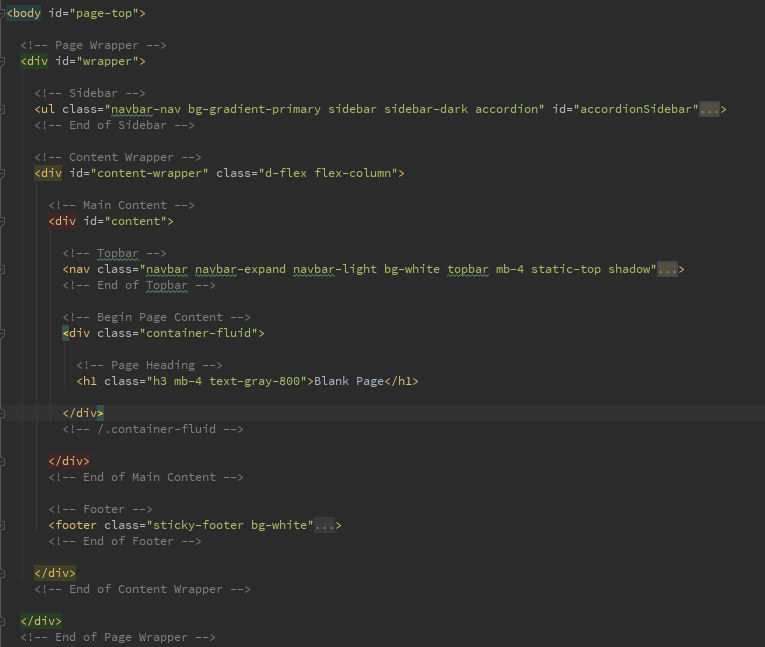 <body id="page-top">
<!-- Page Wrapper -->
<div id="wrapper">
<!-- Sidebar -->
<ul class="navbar-nav bg-gradient-primary sidebar sidebar-dark accordion" id="accordionSidebar"...>
<!-- End of Sidebar -->
<!-- Content Wrapper -->
<div id="content-wrapper" class="d-flex flex-column">
<!-- Main Content -->
<div id="content">
<!-- Topbar -->
<nav class="navbar navbar-expand navbar-light bg-white topbar mb-4 static-top shadow"...>
<!-- End of Topbar -->
<!-- Begin Page Content -->
<div class="container-fluid">
<!-- Page Heading -->
<h1 class="h3 mb-4 text-gray-800">Blank Page</h1>
</div>
<!-- /.container-fluid -->
</div>
<!-- End of Main Content -->
<!-- Footer -->
<footer class="sticky-footer bg-white"...>
<!-- End of Footer -->
</div>
<!-- End of Content Wrapper -->
</div>
<!-- End of Page Wrapper -->